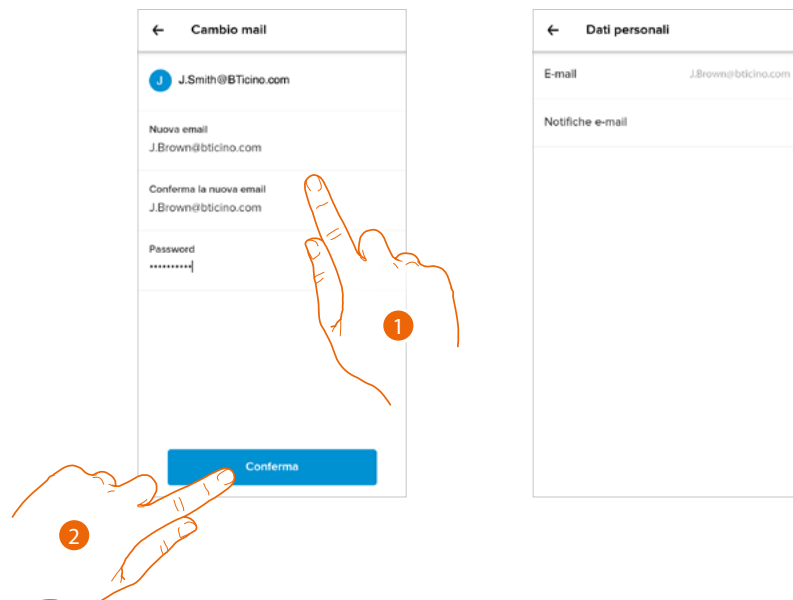 Cambio mail
J
J.Smith@BTicino.com
Nuova email
J.Brown@bticino.com
Conferma la nuova email
J.Brown@bticino.com
Password
••••••••••
1
Conferma
2
Dati personali
E-mail J.Brown@bticino.com
Notifiche e-mail